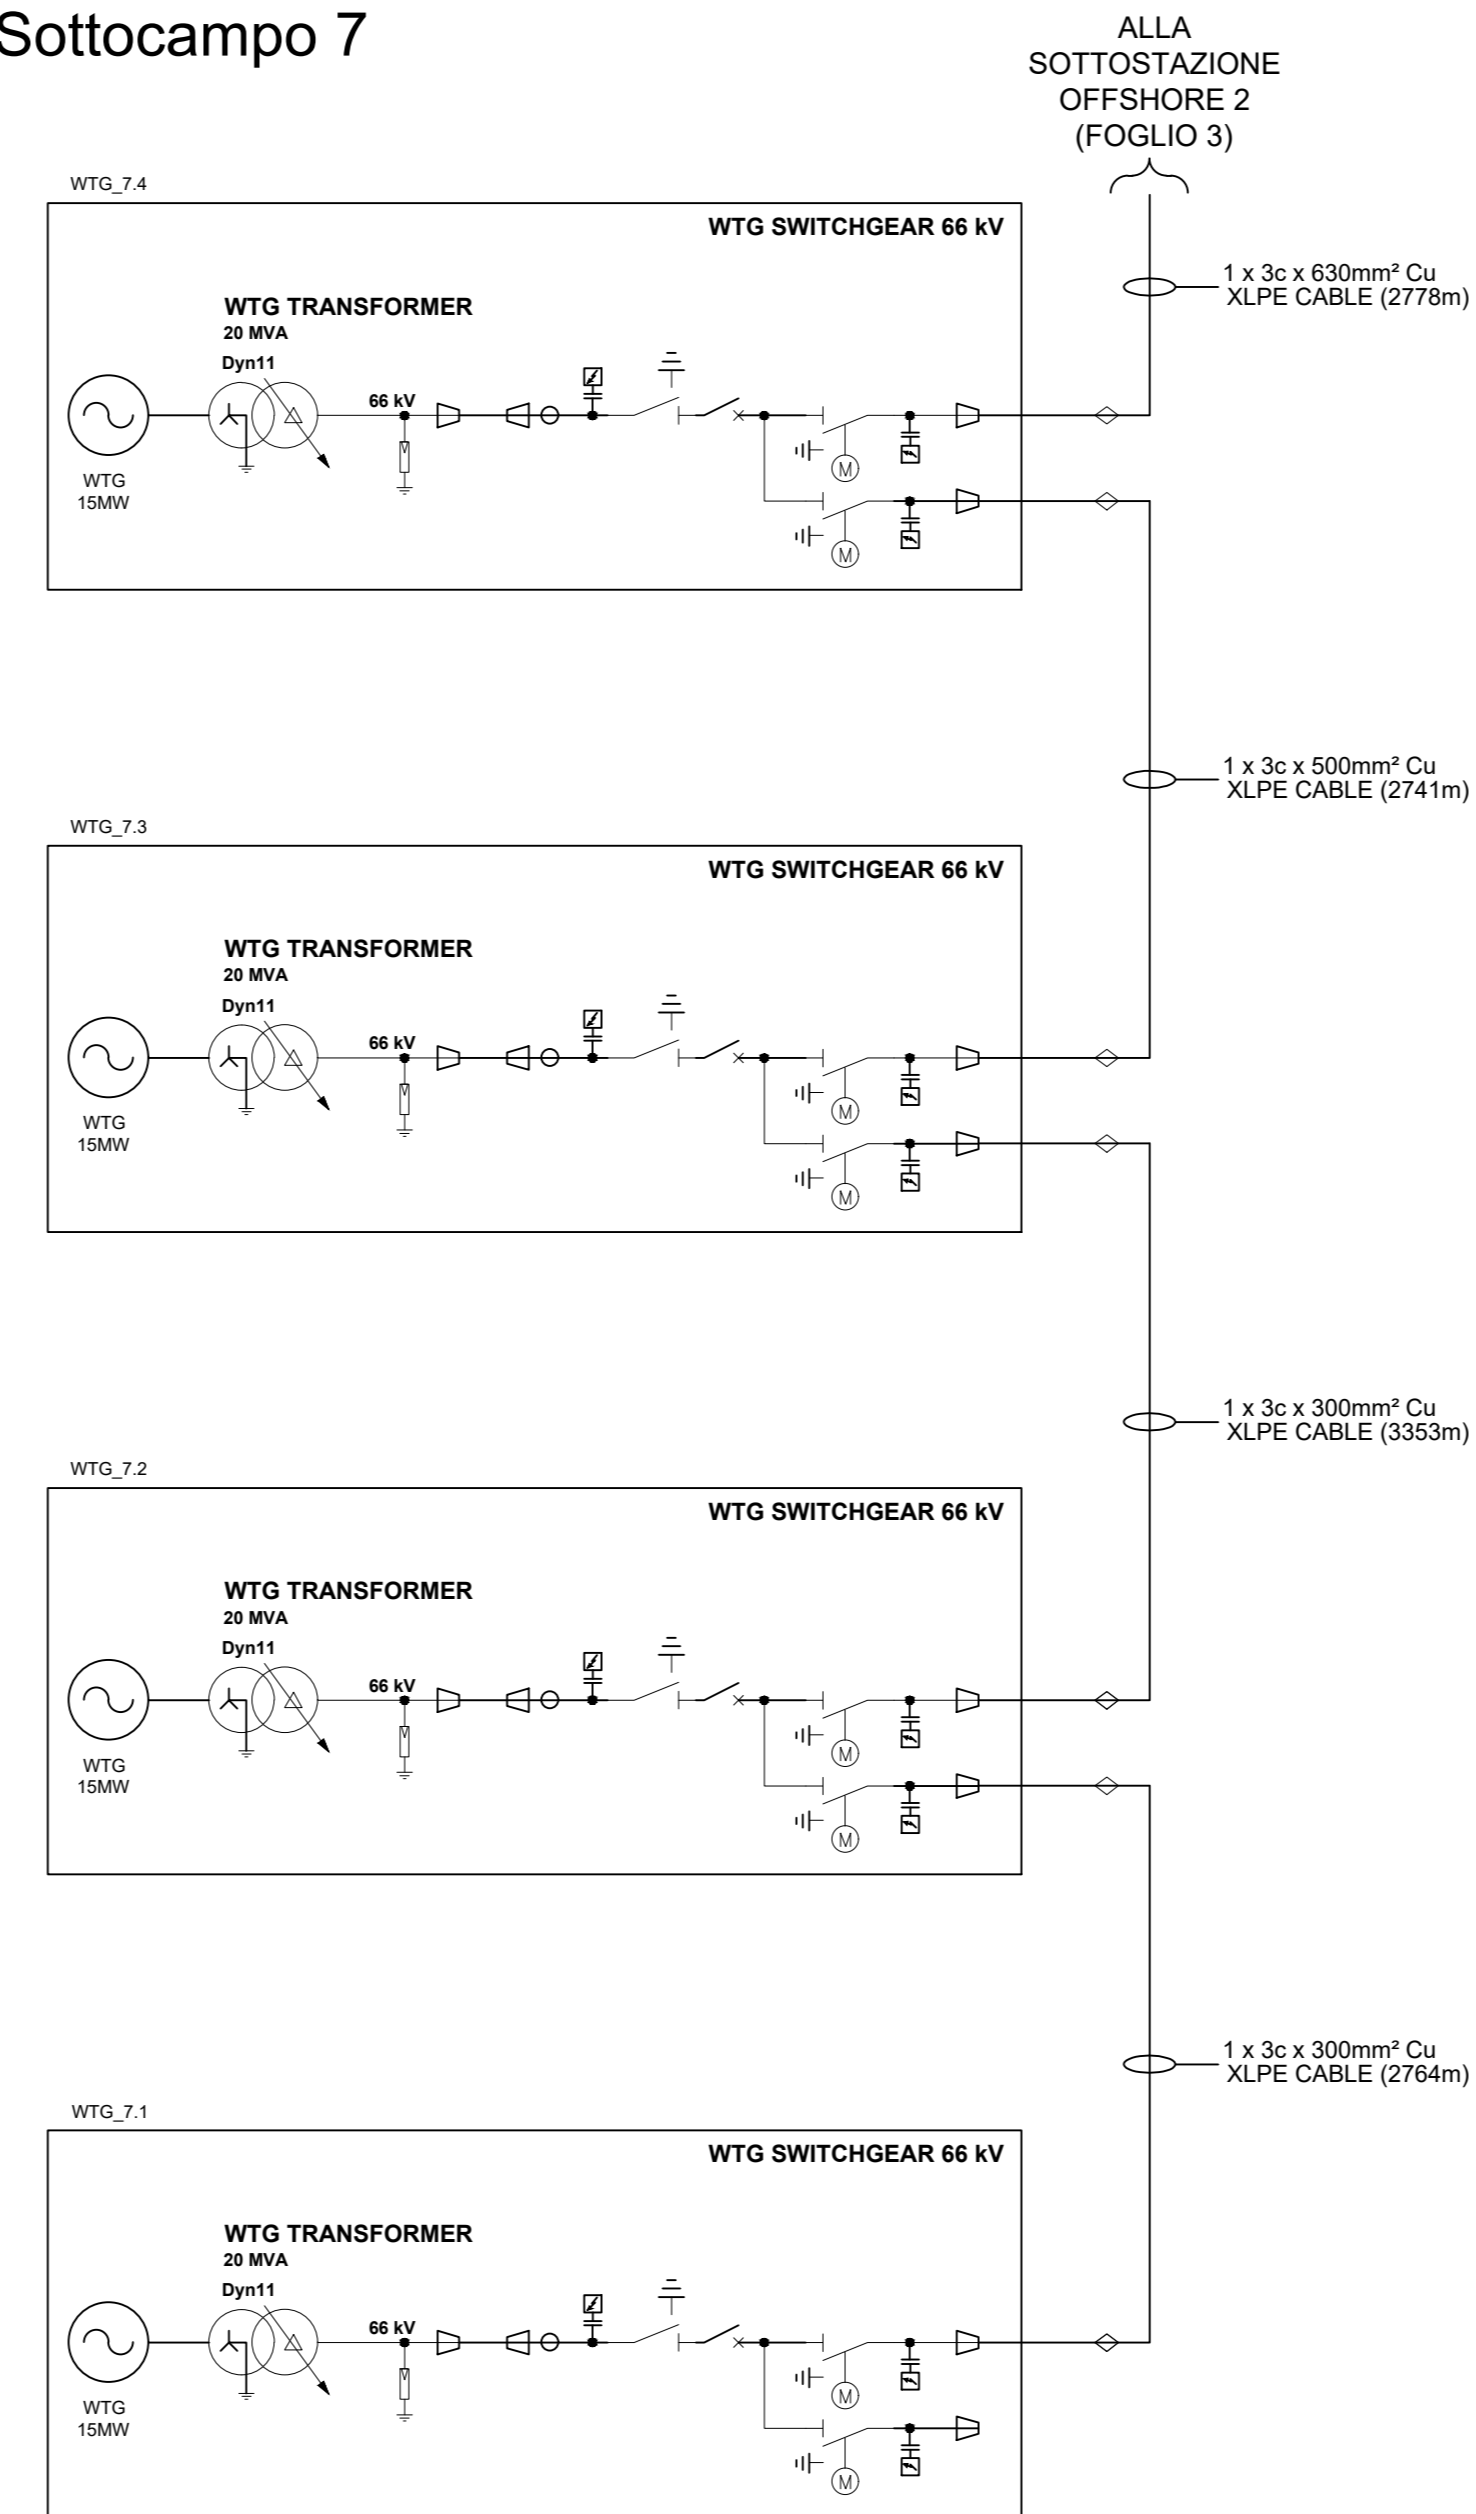 Sottocampo 7
ALLA
SOTTOSTAZIONE
OFFSHORE 2
(FOGLIO 3)
WTG_7.4
WTG SWITCHGEAR 66 kV
1 x 3c x 630mm² Cu
XLPE CABLE (2778m)
WTG TRANSFORMER
20 MVA
Dyn11
66 kV
WTG
15MW
M
M
1 x 3c x 500mm² Cu
XLPE CABLE (2741m)
WTG_7.3
WTG SWITCHGEAR 66 kV
WTG TRANSFORMER
20 MVA
Dyn11
66 kV
WTG
15MW
M
M
1 x 3c x 300mm² Cu
XLPE CABLE (3353m)
WTG_7.2
WTG SWITCHGEAR 66 kV
WTG TRANSFORMER
20 MVA
Dyn11
66 kV
WTG
15MW
M
M
1 x 3c x 300mm² Cu
XLPE CABLE (2764m)
WTG_7.1
WTG SWITCHGEAR 66 kV
WTG TRANSFORMER
20 MVA
Dyn11
66 kV
WTG
15MW
M
M